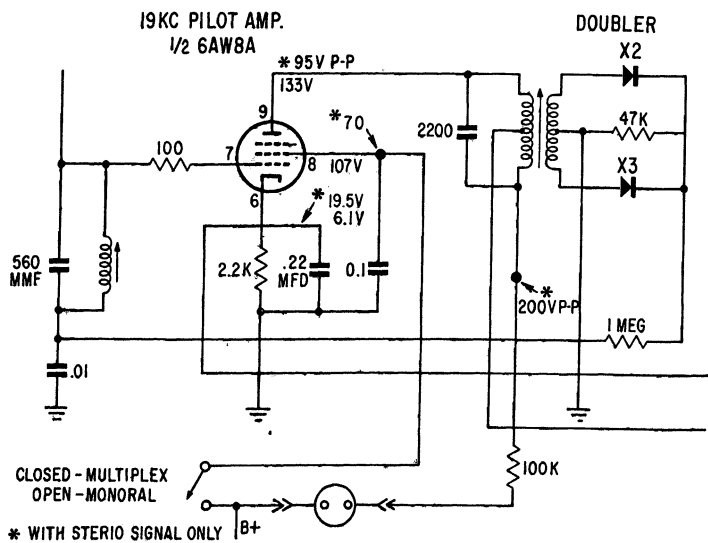 19KC PILOT AMP.
1/2 6AW8A
DOUBLER
X2
* 95V P-P
133V
9
*70
2200
47K
100
7
8
107V
X3
6
* 19.5V
6.1V
560
MMF
2.2K
.22
MFD
0.1
*
200V P-P
1 MEG
.01
100K
CLOSED - MULTIPLEX
OPEN - MONORAL
B+
* WITH STERIO SIGNAL ONLY